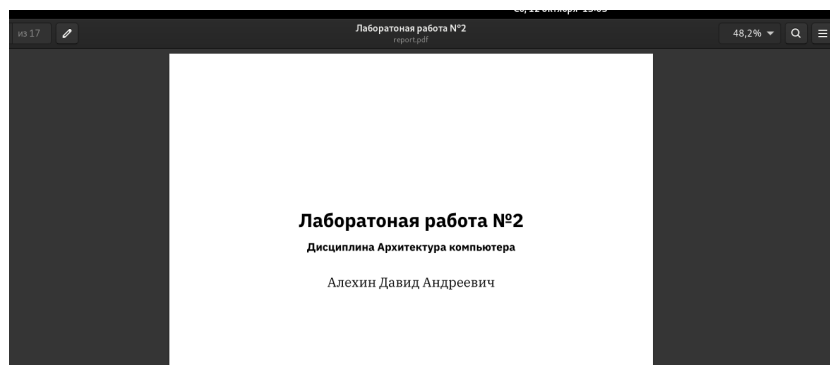 из 17
Лаборатоная работа №2
report.pdf
48,2%
Лаборатоная работа №2
Дисциплина Архитектура компьютера
Алехин Давид Андреевич